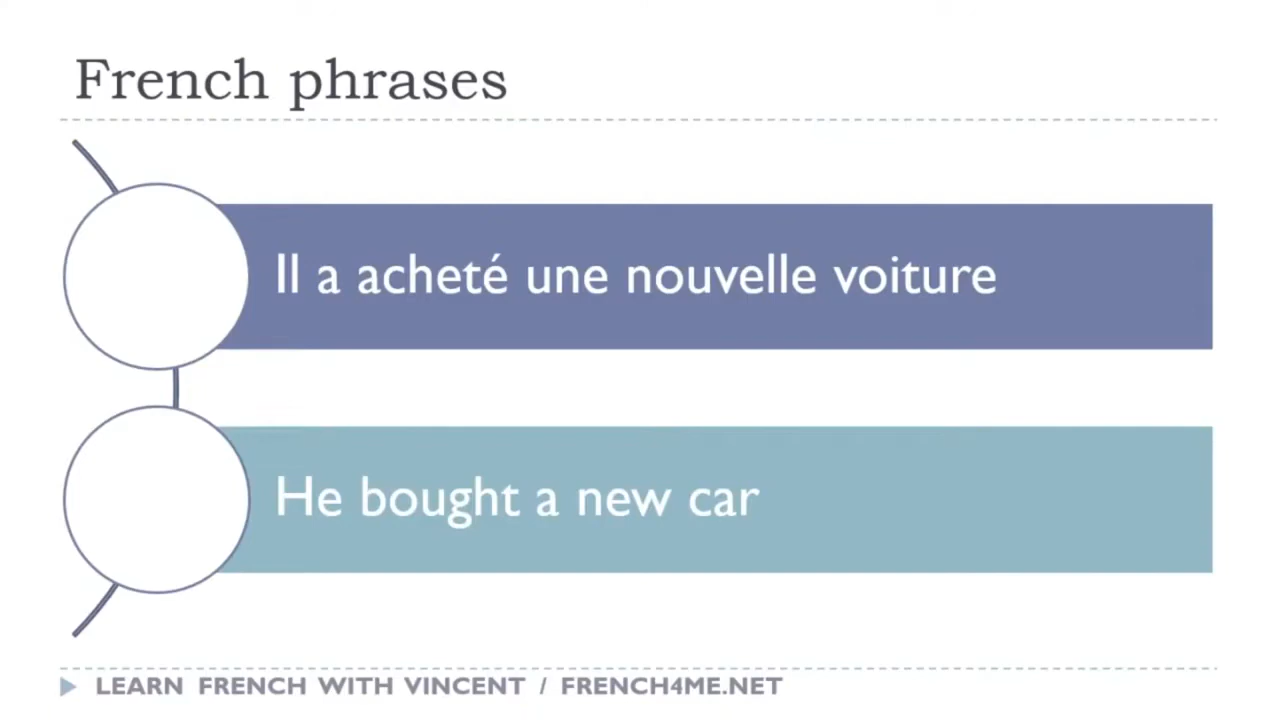 French phrases
Il a acheté une nouvelle voiture
He bought a new car
LEARN FRENCH WITH VINCENT / FRENCH4ME.NET